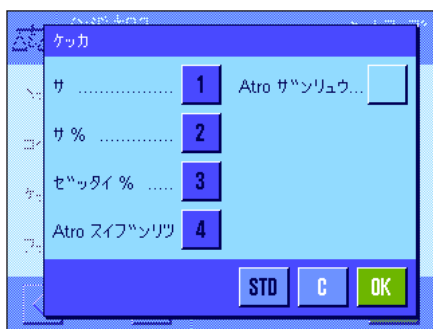 ケッカ
サ ................. 1
Atro ザンリュウ...
サ % ............. 2
ゼッタイ % ..... 3
Atro スイブンリツ 4
STD C OK